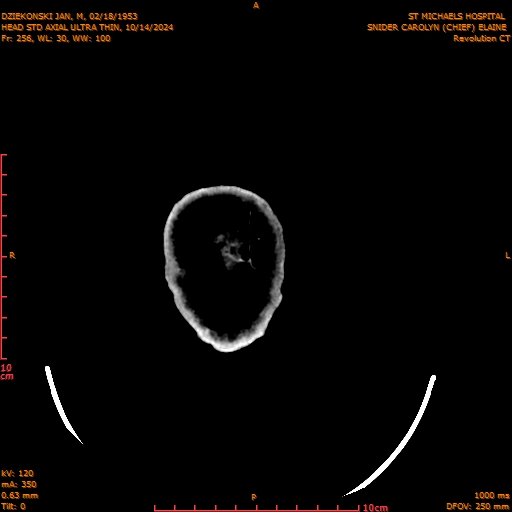 A
DZIEKONSKI JAN, M, 02/18/1953
HEAD STD AXIAL ULTRA THIN, 10/14/2024
Fr: 256, WL: 30, WW: 100
ST MICHAELS HOSPITAL
SNIDER CAROLYN (CHIEF) ELAINE
Revolution CT
R
L
10
cm
kV: 120
mA: 350
0.63 mm
Tilt: 0
P
10cm
1000 ms
DFOV: 250 mm